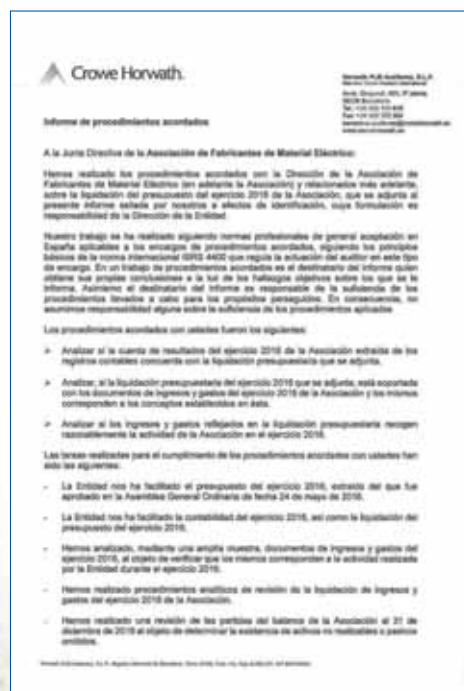 Crowe Horwath.
Informe de procedimientos acordados
A la Junta Directiva de la Asociación de Fabricantes de Material Eléctrico:
Hemos realizado los procedimientos acordados con la Dirección de la Asociación de
Fabricantes de Material Eléctrico (en adelante la Asociación) y relacionados más adelante,
sobre la liquidación del presupuesto del ejercicio 2016 de la Asociación, que se adjunta al
presente informe sellada por nosotros a efectos de identificación, cuya formulación es
responsabilidad de la Dirección de la Entidad.
Nuestro trabajo se ha realizado siguiendo normas profesionales de general aceptación en
España aplicables a los encargos de procedimientos acordados, siguiendo los principios
básicos de la norma internacional ISRS 4400 que regula la actuación del auditor en este tipo
de encargo. En un trabajo de procedimientos acordados es el destinatario del informe quien
obtiene sus propias conclusiones a la luz de los hallazgos objetivos sobre los que se le
informa. Asimismo el destinatario del informe es responsable de la suficiencia de los
procedimientos llevados a cabo para los propósitos perseguidos. En consecuencia, no
asumimos responsabilidad alguna sobre la suficiencia de los procedimientos aplicados.
Los procedimientos acordados con ustedes fueron los siguientes:
➢ Analizar si la cuenta de resultados del ejercicio 2016 de la Asociación extraída de los
registros contables concuerda con la liquidación presupuestaria que se adjunta.
➢ Analizar, si la liquidación presupuestaria del ejercicio 2016 que se adjunta, está soportada
con los documentos de ingresos y gastos del ejercicio 2016 de la Asociación y los mismos
corresponden a los conceptos establecidos en ésta.
➢ Analizar si los ingresos y gastos reflejados en la liquidación presupuestaria recogen
razonablemente la actividad de la Asociación en el ejercicio 2016.
Las tareas realizadas para el cumplimiento de los procedimientos acordados con ustedes han
sido las siguientes:
- La Entidad nos ha facilitado el presupuesto del ejercicio 2016, extraído del que fue
aprobado en la Asamblea General Ordinaria de fecha 24 de mayo de 2016.
- La Entidad nos ha facilitado la contabilidad del ejercicio 2016, así como la liquidación del
presupuesto del ejercicio 2016.
- Hemos analizado, mediante una amplia muestra, documentos de ingresos y gastos del
ejercicio 2016, al objeto de verificar que los mismos corresponden a la actividad realizada
por la Entidad durante el ejercicio 2016.
- Hemos realizado procedimientos analíticos de revisión de la liquidación de ingresos y
gastos del ejercicio 2016 de la Asociación.
- Hemos realizado una revisión de las partidas del balance de la Asociación al 31 de
diciembre de 2016 al objeto de determinar la existencia de activos no realizables o pasivos
omitidos.